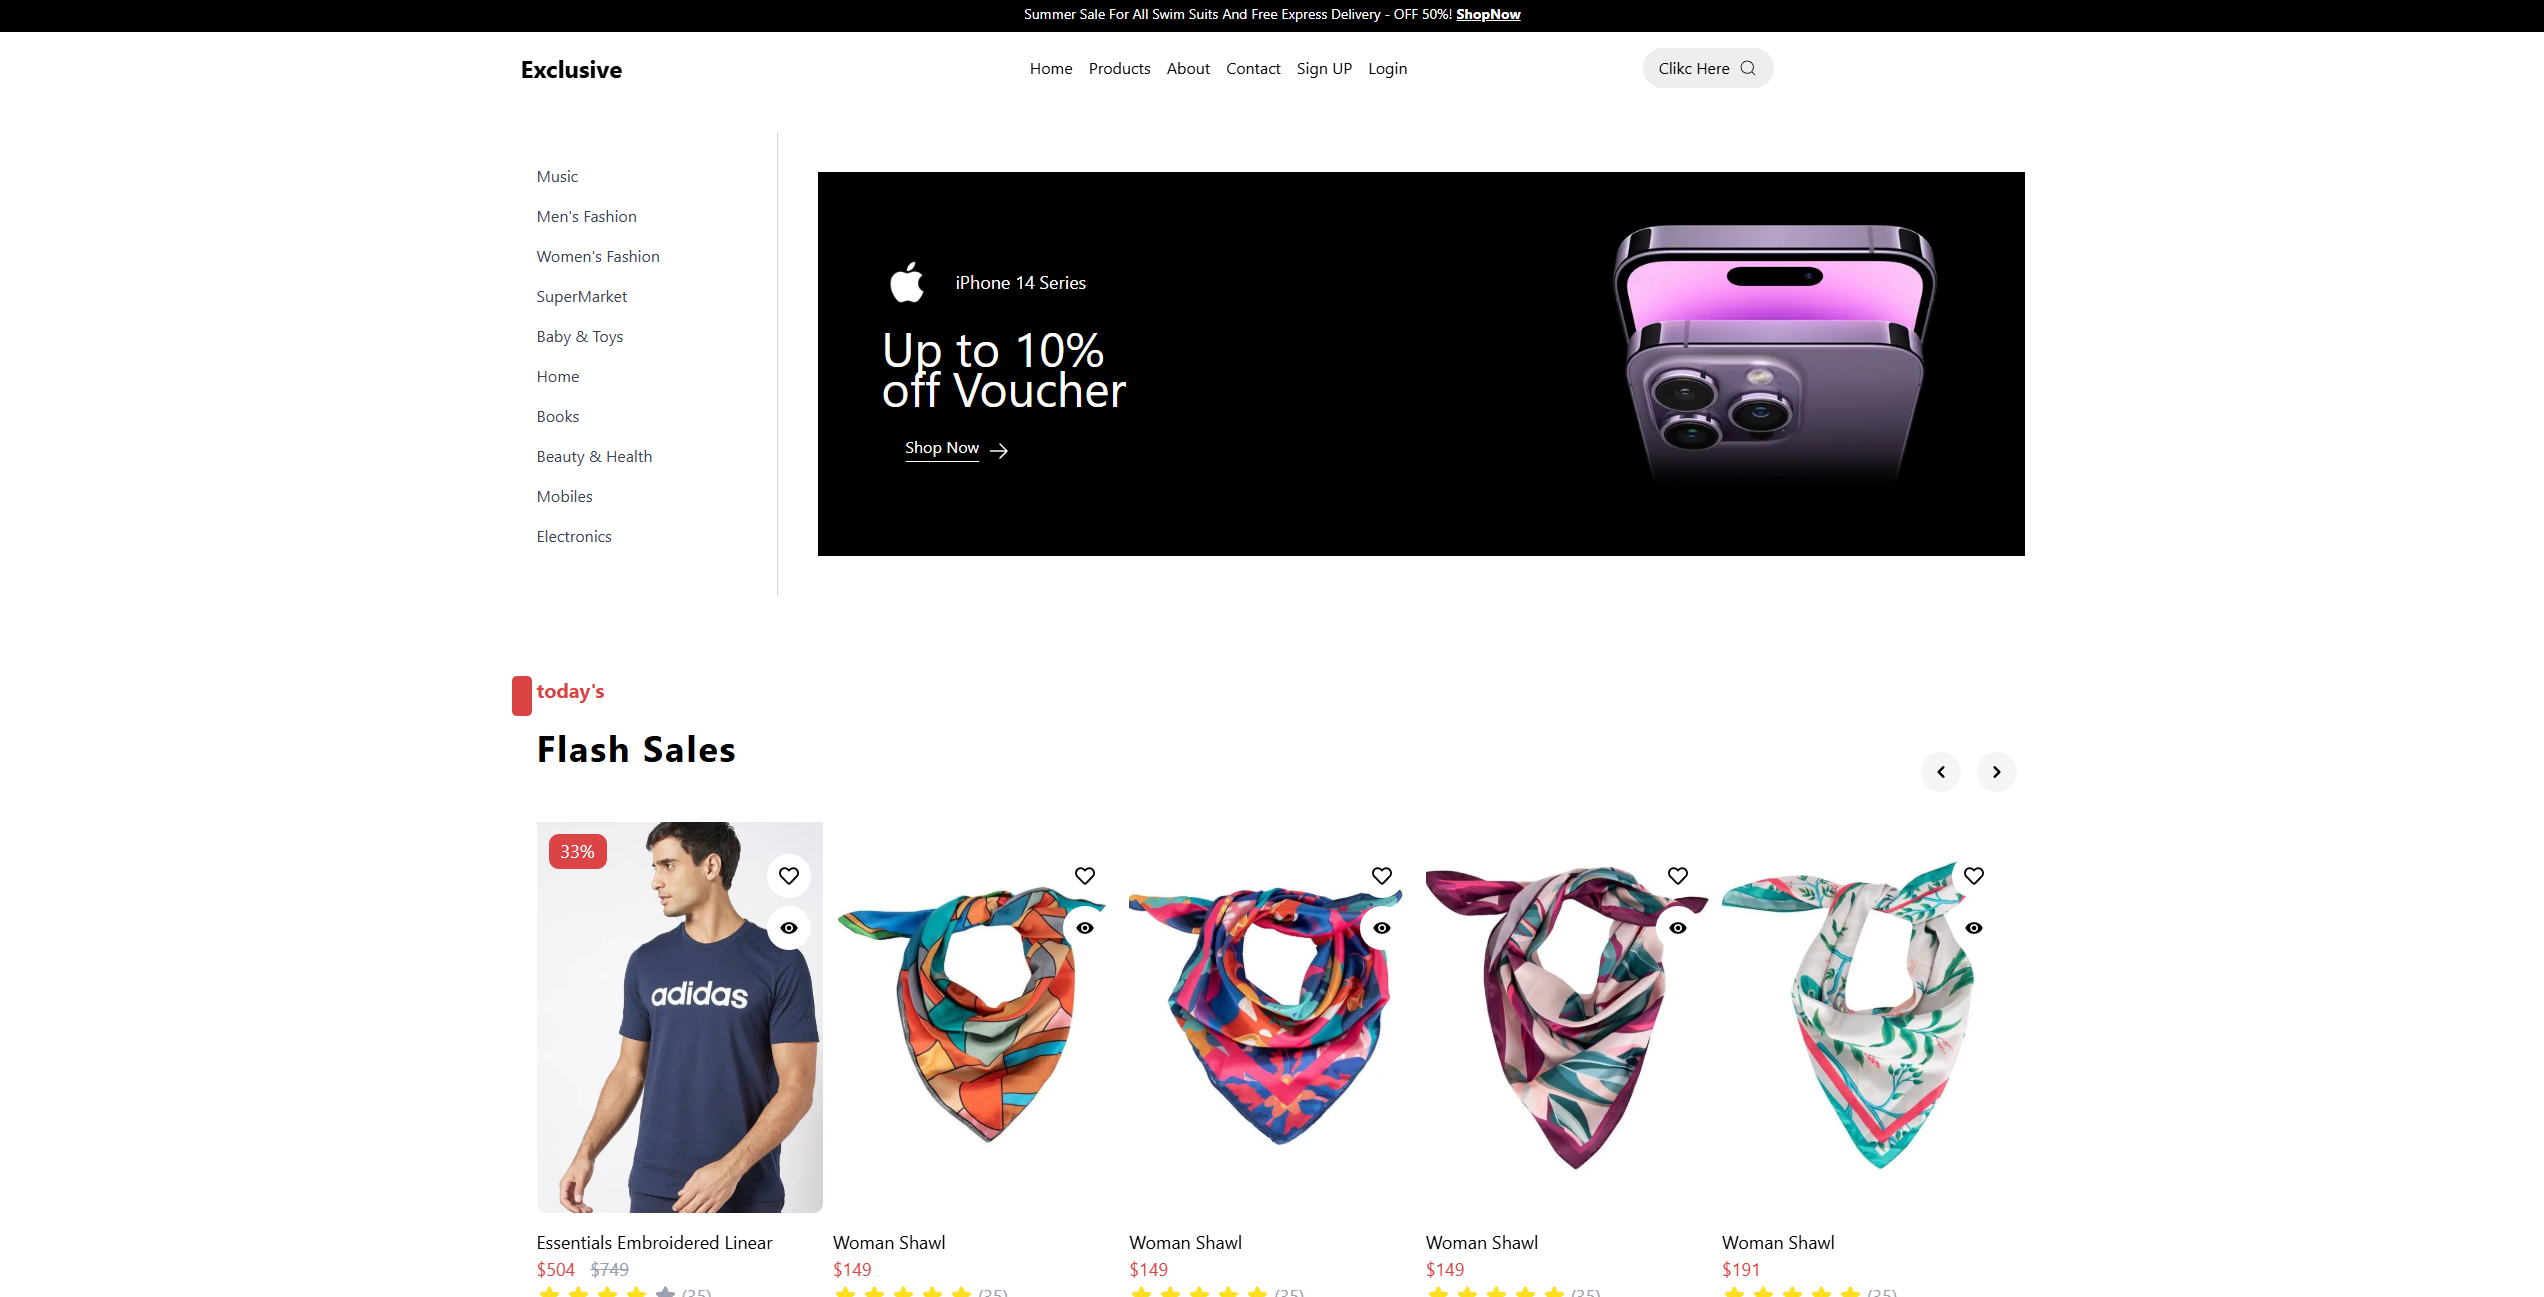 Summer Sale For All Swim Suits And Free Express Delivery - OFF 50%! ShopNow
Exclusive
Home Products About Contact Sign UP Login
Clikc Here
Music
Men's Fashion
Women's Fashion
SuperMarket
Baby & Toys
Home
Books
Beauty & Health
Mobiles
Electronics
iPhone 14 Series
Up to 10%
off Voucher
Shop Now
today's
Flash Sales
33%
adidas
Essentials Embroidered Linear
$504 $749
(35)
Woman Shawl
$149
(35)
Woman Shawl
$149
(35)
Woman Shawl
$149
(35)
Woman Shawl
$191
(35)